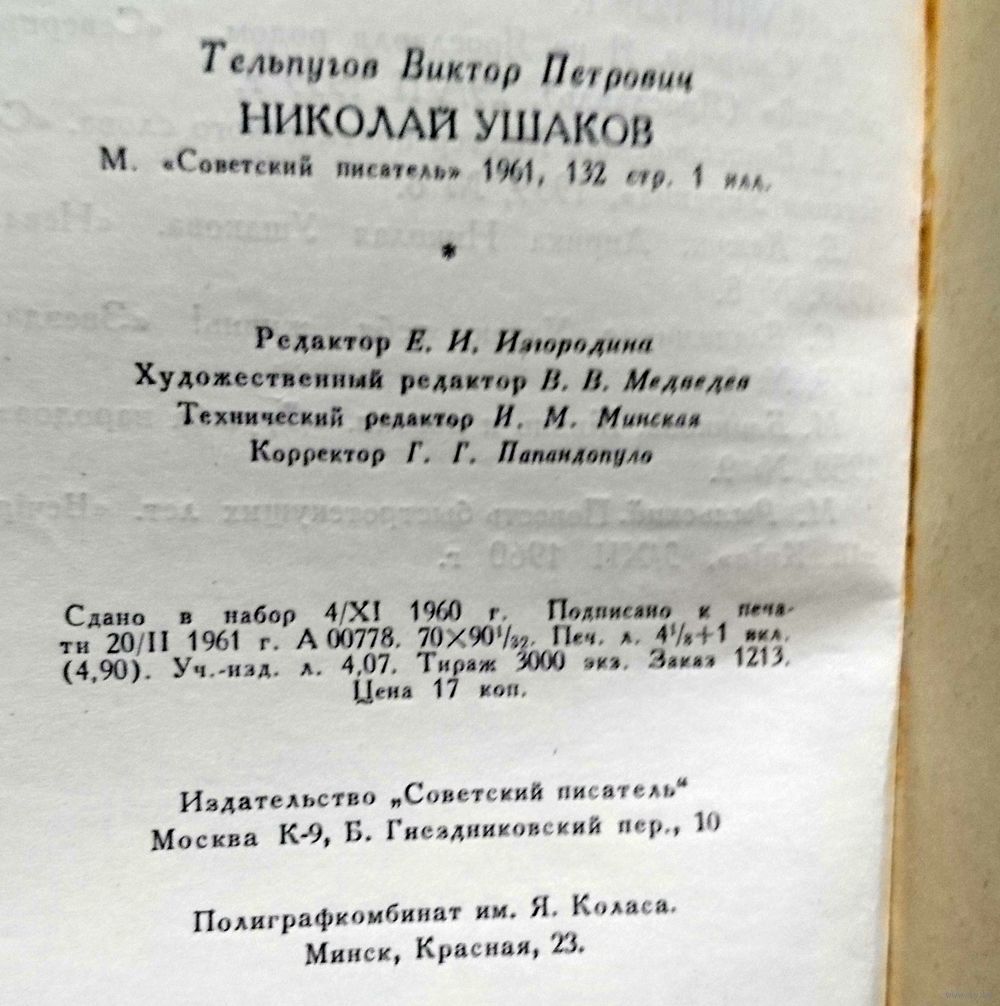 Тельпугов Виктор Петрович
НИКОЛАЙ УШАКОВ
М. «Советский писатель» 1961, 132 стр. 1 илл.
*
Редактор Е. И. Изгородина
Художественный редактор В. В. Медведев
Технический редактор И. М. Минская
Корректор Г. Г. Папандопуло
Сдано в набор 4/XI 1960 г. Подписано к печа-
ти 20/II 1961 г. А 00778. 70×90¹/₃₂. Печ. л. 4¹/₈+1 вкл.
(4,90). Уч.-изд. л. 4,07. Тираж 3000 экз. Заказ 1213.
Цена 17 коп.
Издательство „Советский писатель“
Москва К-9, Б. Гнездниковский пер., 10
Полиграфкомбинат им. Я. Коласа.
Минск, Красная, 23.